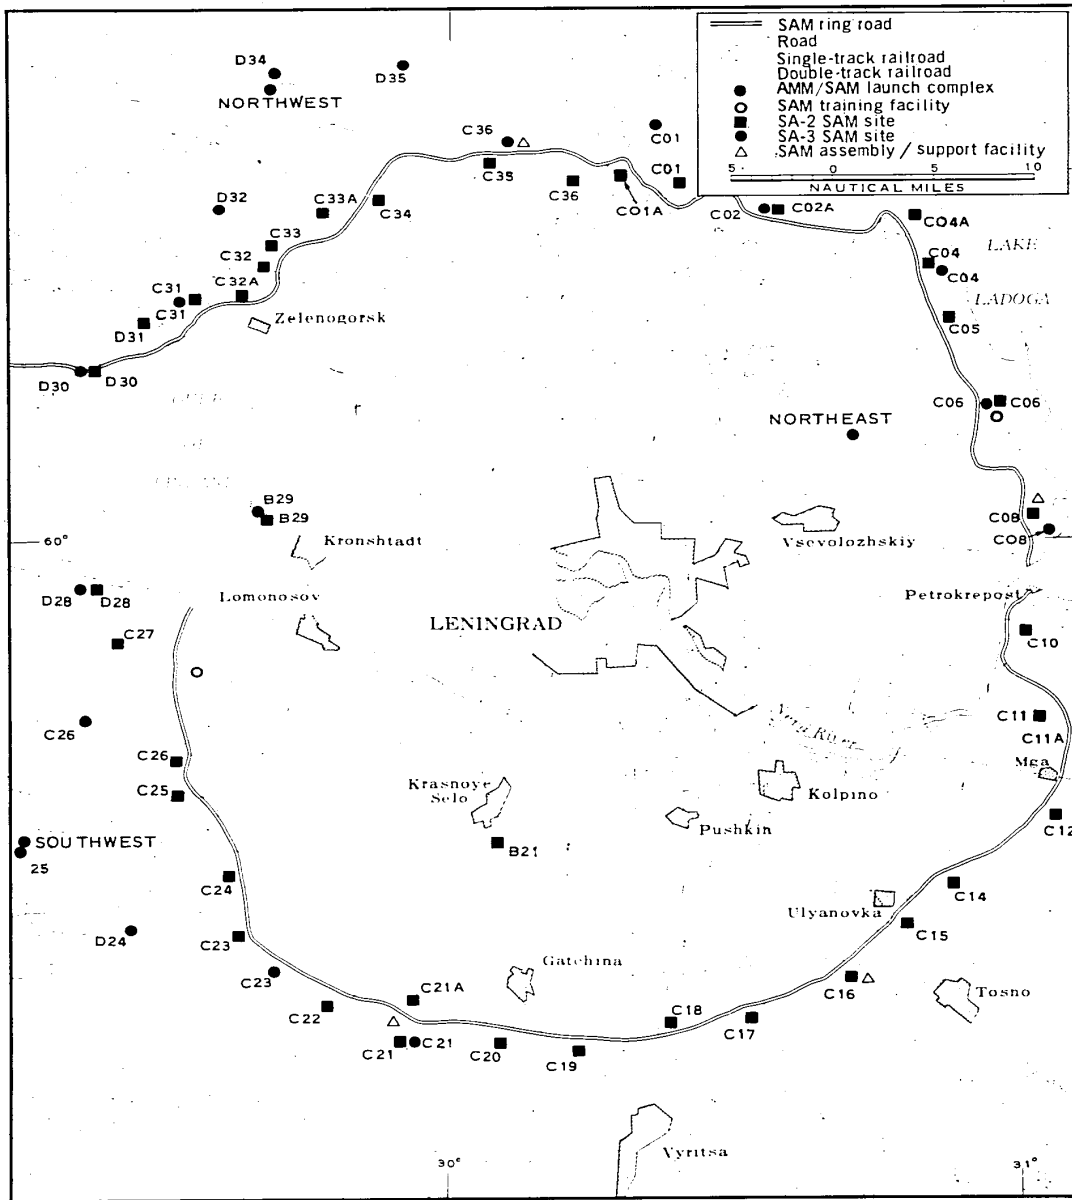 SAM ring road
Road
Single-track railroad
Double-track railroad
AMM/SAM launch complex
SAM training facility
SA-2 SAM site
SA-3 SAM site
SAM assembly / support facility
5 0 5 10
NAUTICAL MILES
D34
D35
NORTHWEST
C36
C01
C35
C36
C01
C01A
D32
C33A
C34
C02
C02A
C04A
C33
C32
LAKE
C04
C04
C31
C31
C32A
LADOGA
C05
D31
Zelenogorsk
D30
D30
C06
C06
NORTHEAST
B29
B29
Kronshtadt
60°
Vsevolozhskiy
C08
C08
D28
D28
Lomonosov
Petrokrepost
LENINGRAD
C27
C10
C26
C11
C11A
Neva River
Mga
C26
C25
Krasnoye
Selo
Kolpino
Pushkin
C12
SOUTHWEST
25
B21
C24
C14
Ulyanovka
C15
D24
C23
C23
Gatchina
C16
Tosno
C22
C21A
C18
C17
C21
C21
C20
C19
Vyritsa
30°
31°